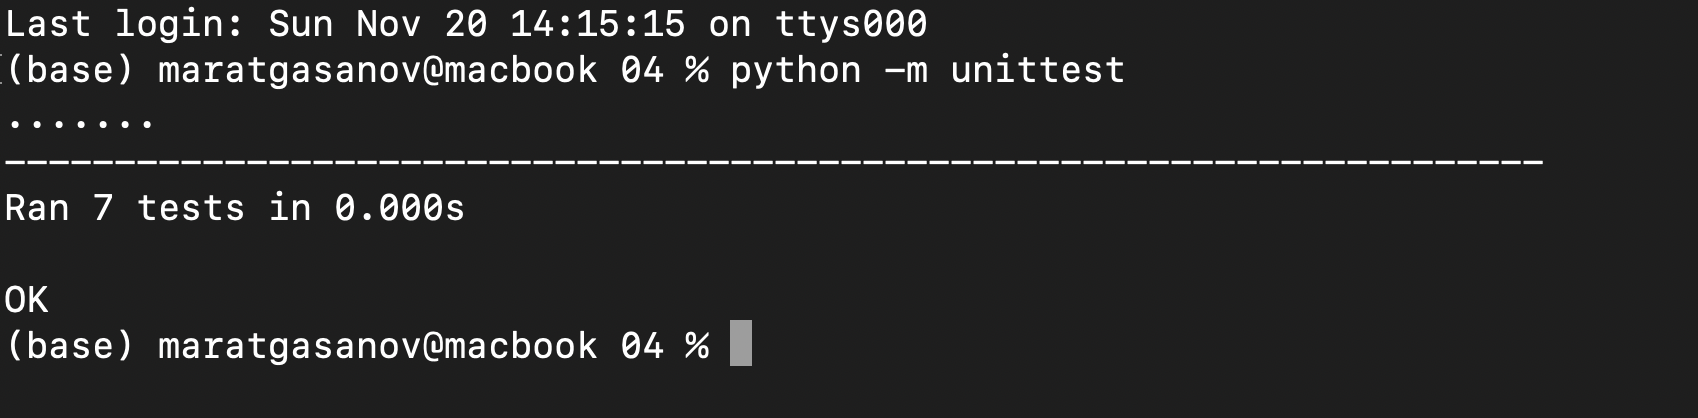 Last login: Sun Nov 20 14:15:15 on ttys000
(base) maratgasanov@macbook 04 % python -m unittest
.......
----------------------------------------------------------------------
Ran 7 tests in 0.000s

OK
(base) maratgasanov@macbook 04 %